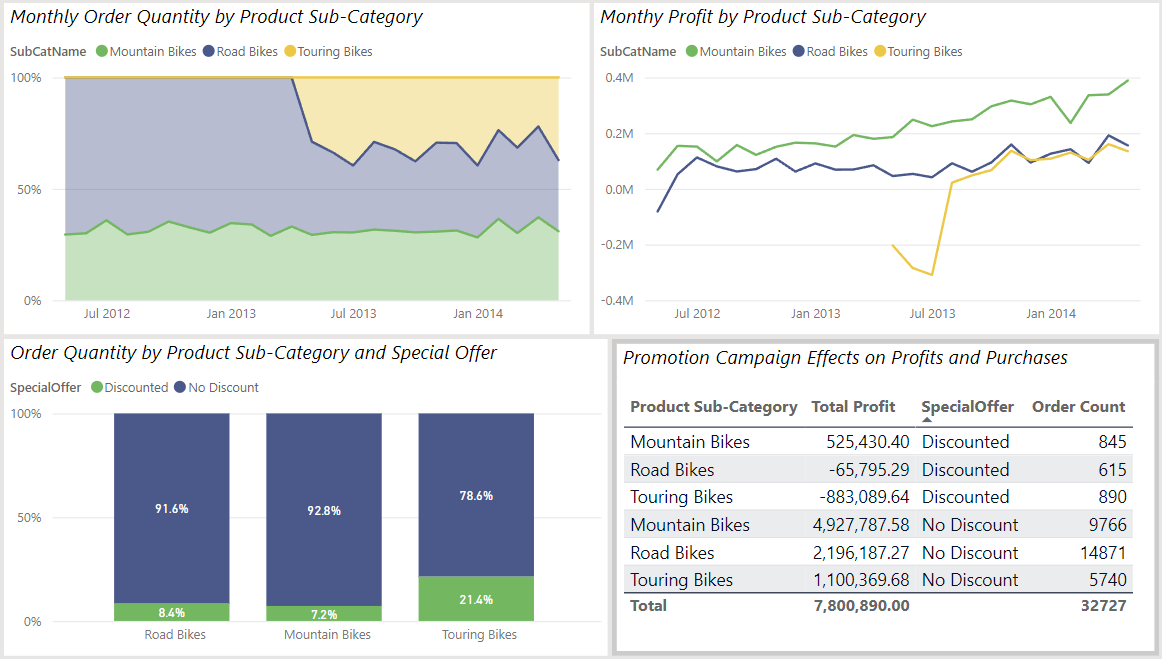 Monthly Order Quantity by Product Sub-Category
SubCatName Mountain Bikes Road Bikes Touring Bikes
100%
50%
0%
Jul 2012 Jan 2013 Jul 2013 Jan 2014
Monthy Profit by Product Sub-Category
SubCatName Mountain Bikes Road Bikes Touring Bikes
0.4M
0.2M
0.0M
-0.2M
-0.4M
Jul 2012 Jan 2013 Jul 2013 Jan 2014
Order Quantity by Product Sub-Category and Special Offer
SpecialOffer Discounted No Discount
100%
50%
0%
91.6% 92.8% 78.6%
8.4% 7.2% 21.4%
Road Bikes Mountain Bikes Touring Bikes
Promotion Campaign Effects on Profits and Purchases
Product Sub-Category Total Profit SpecialOffer Order Count
Mountain Bikes 525,430.40 Discounted 845
Road Bikes -65,795.29 Discounted 615
Touring Bikes -883,089.64 Discounted 890
Mountain Bikes 4,927,787.58 No Discount 9766
Road Bikes 2,196,187.27 No Discount 14871
Touring Bikes 1,100,369.68 No Discount 5740
Total 7,800,890.00 32727